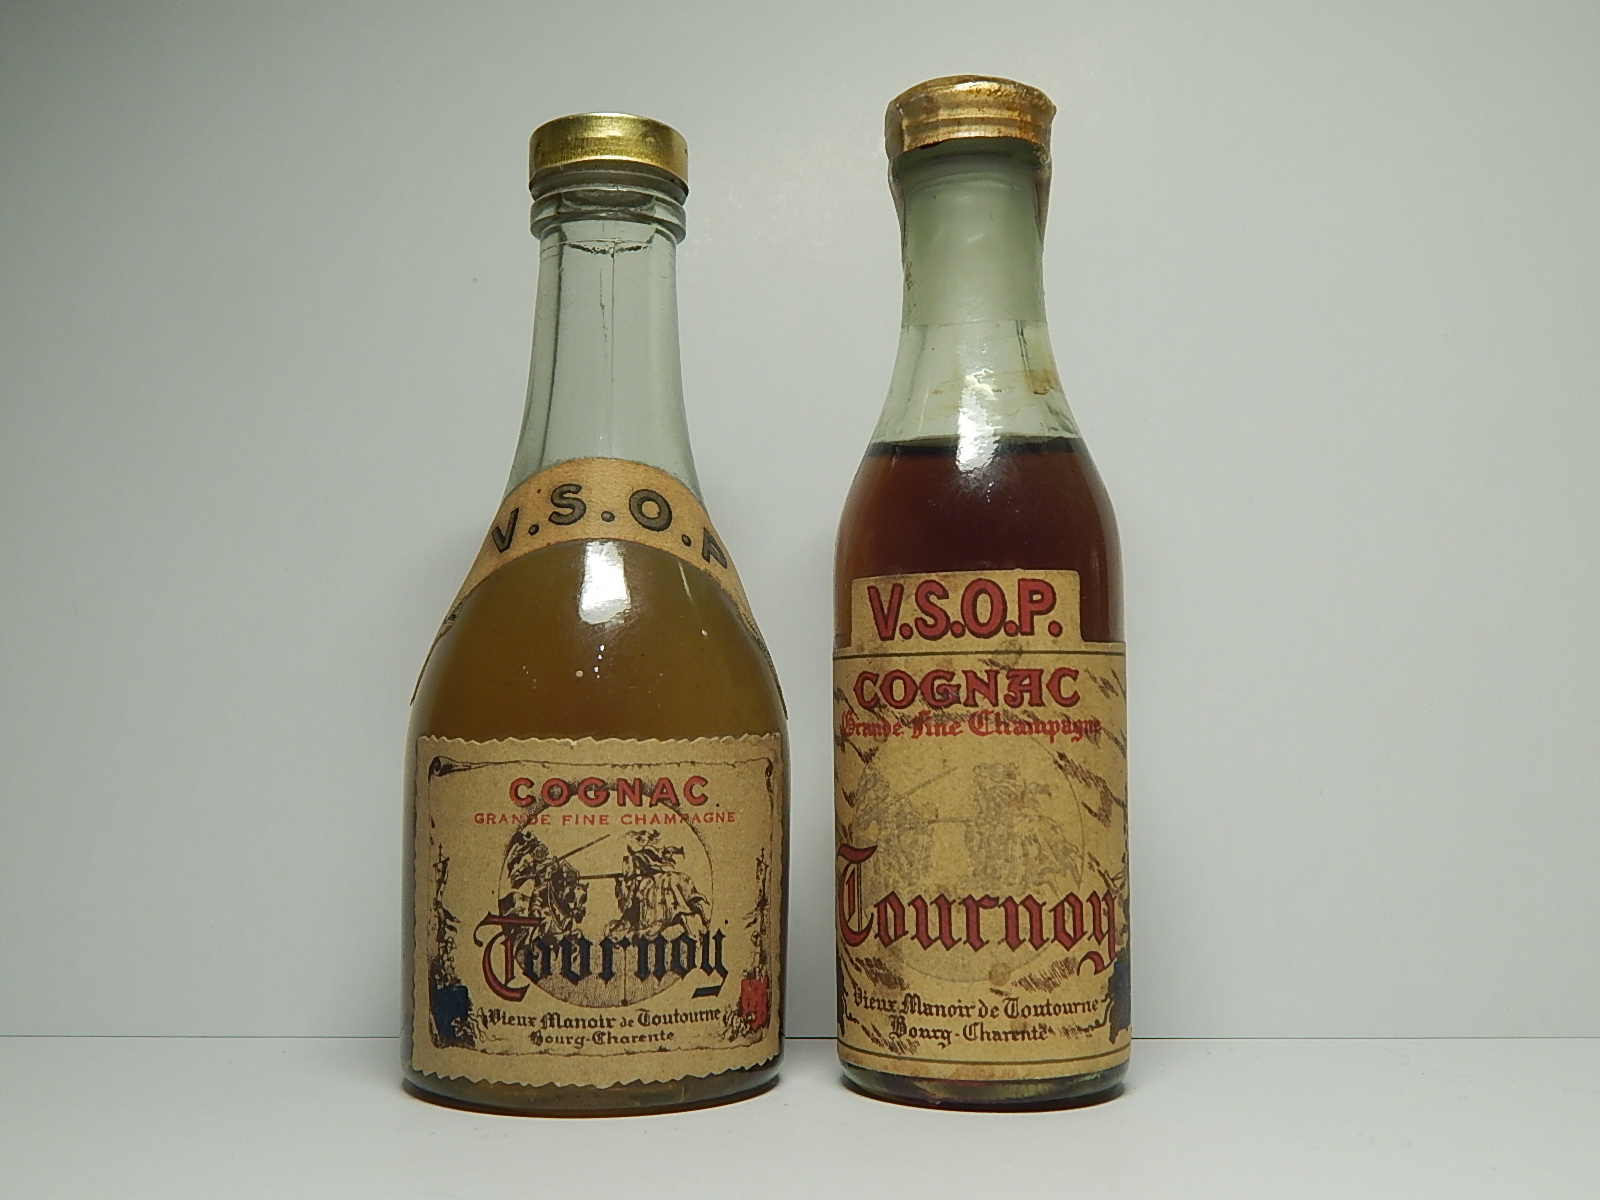 V.S.O.P
COGNAC
GRANDE FINE CHAMPAGNE
Tournoy
Vieux Manoir de Toutourne
Bourg-Charente
V.S.O.P.
COGNAC
Grande Fine Champagne
Tournoy
Vieux Manoir de Toutourne
Bourg-Charente